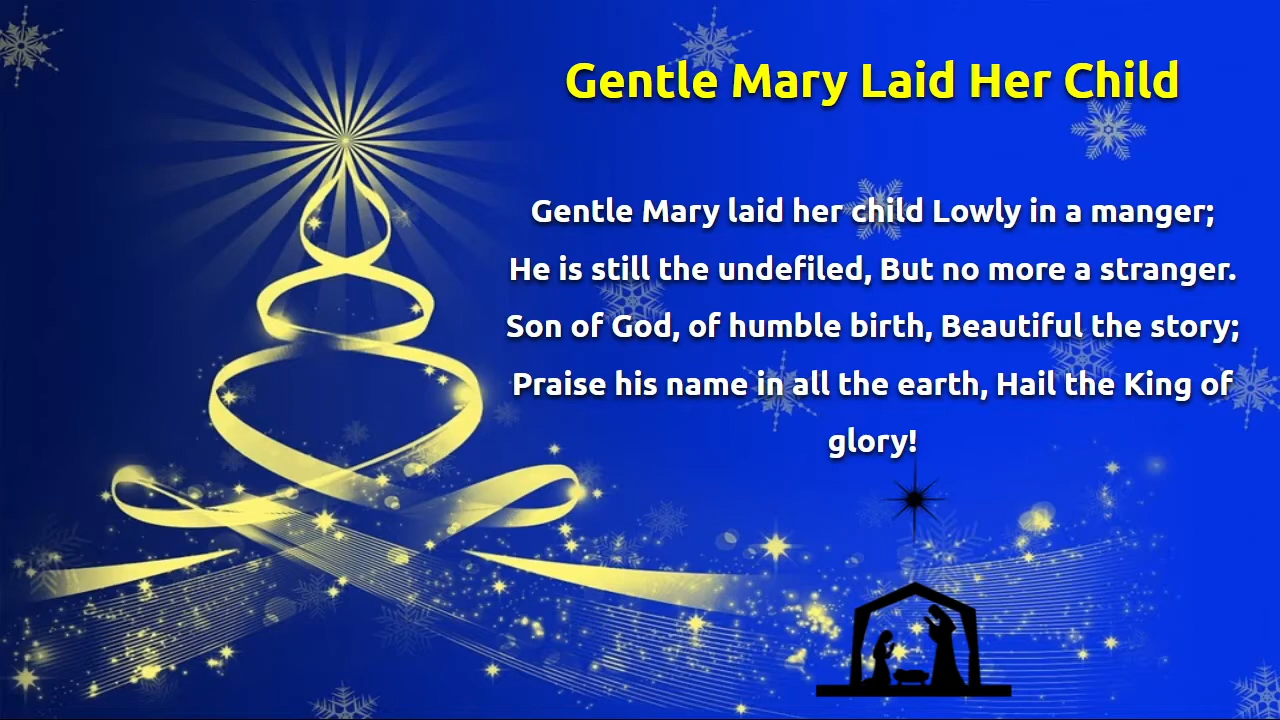 Gentle Mary Laid Her Child
Gentle Mary laid her child Lowly in a manger;
He is still the undefiled, But no more a stranger.
Son of God, of humble birth, Beautiful the story;
Praise his name in all the earth, Hail the King of
glory!